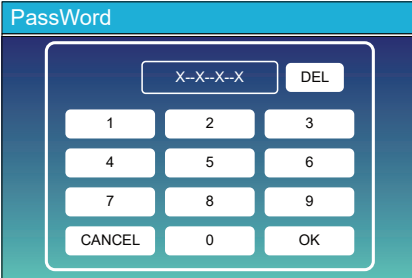 PassWord
X--X--X--X DEL
1 2 3
4 5 6
7 8 9
CANCEL 0 OK